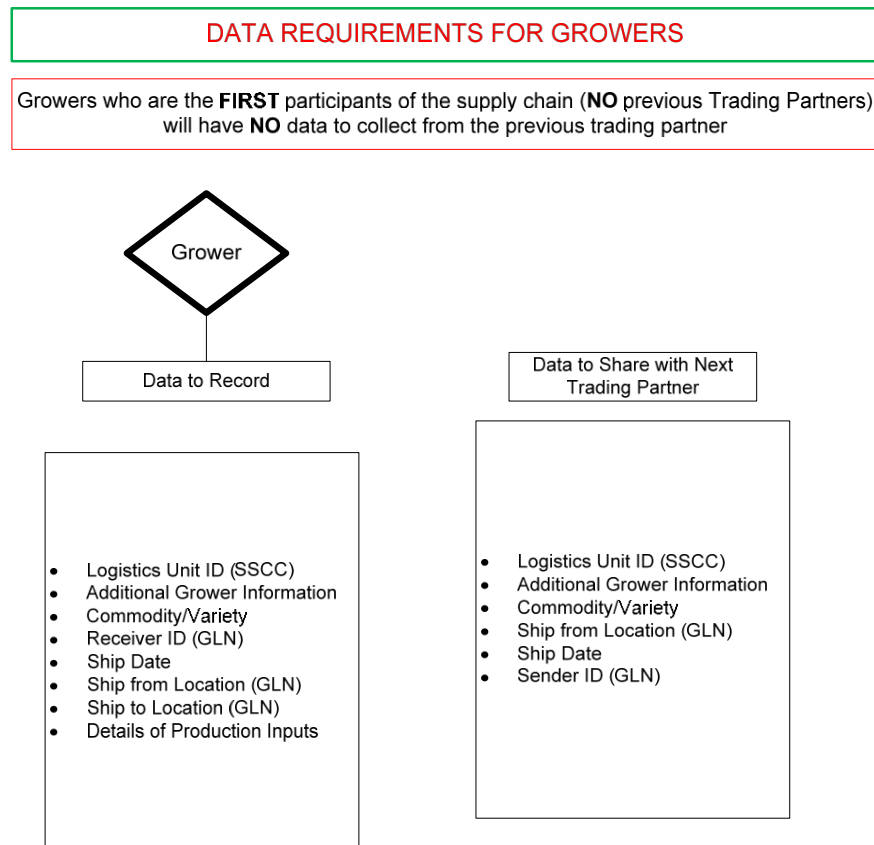 DATA REQUIREMENTS FOR GROWERS
Growers who are the FIRST participants of the supply chain (NO previous Trading Partners)
will have NO data to collect from the previous trading partner
Grower
Data to Record
• Logistics Unit ID (SSCC)
• Additional Grower Information
• Commodity/Variety
• Receiver ID (GLN)
• Ship Date
• Ship from Location (GLN)
• Ship to Location (GLN)
• Details of Production Inputs
Data to Share with Next
Trading Partner
• Logistics Unit ID (SSCC)
• Additional Grower Information
• Commodity/Variety
• Ship from Location (GLN)
• Ship Date
• Sender ID (GLN)